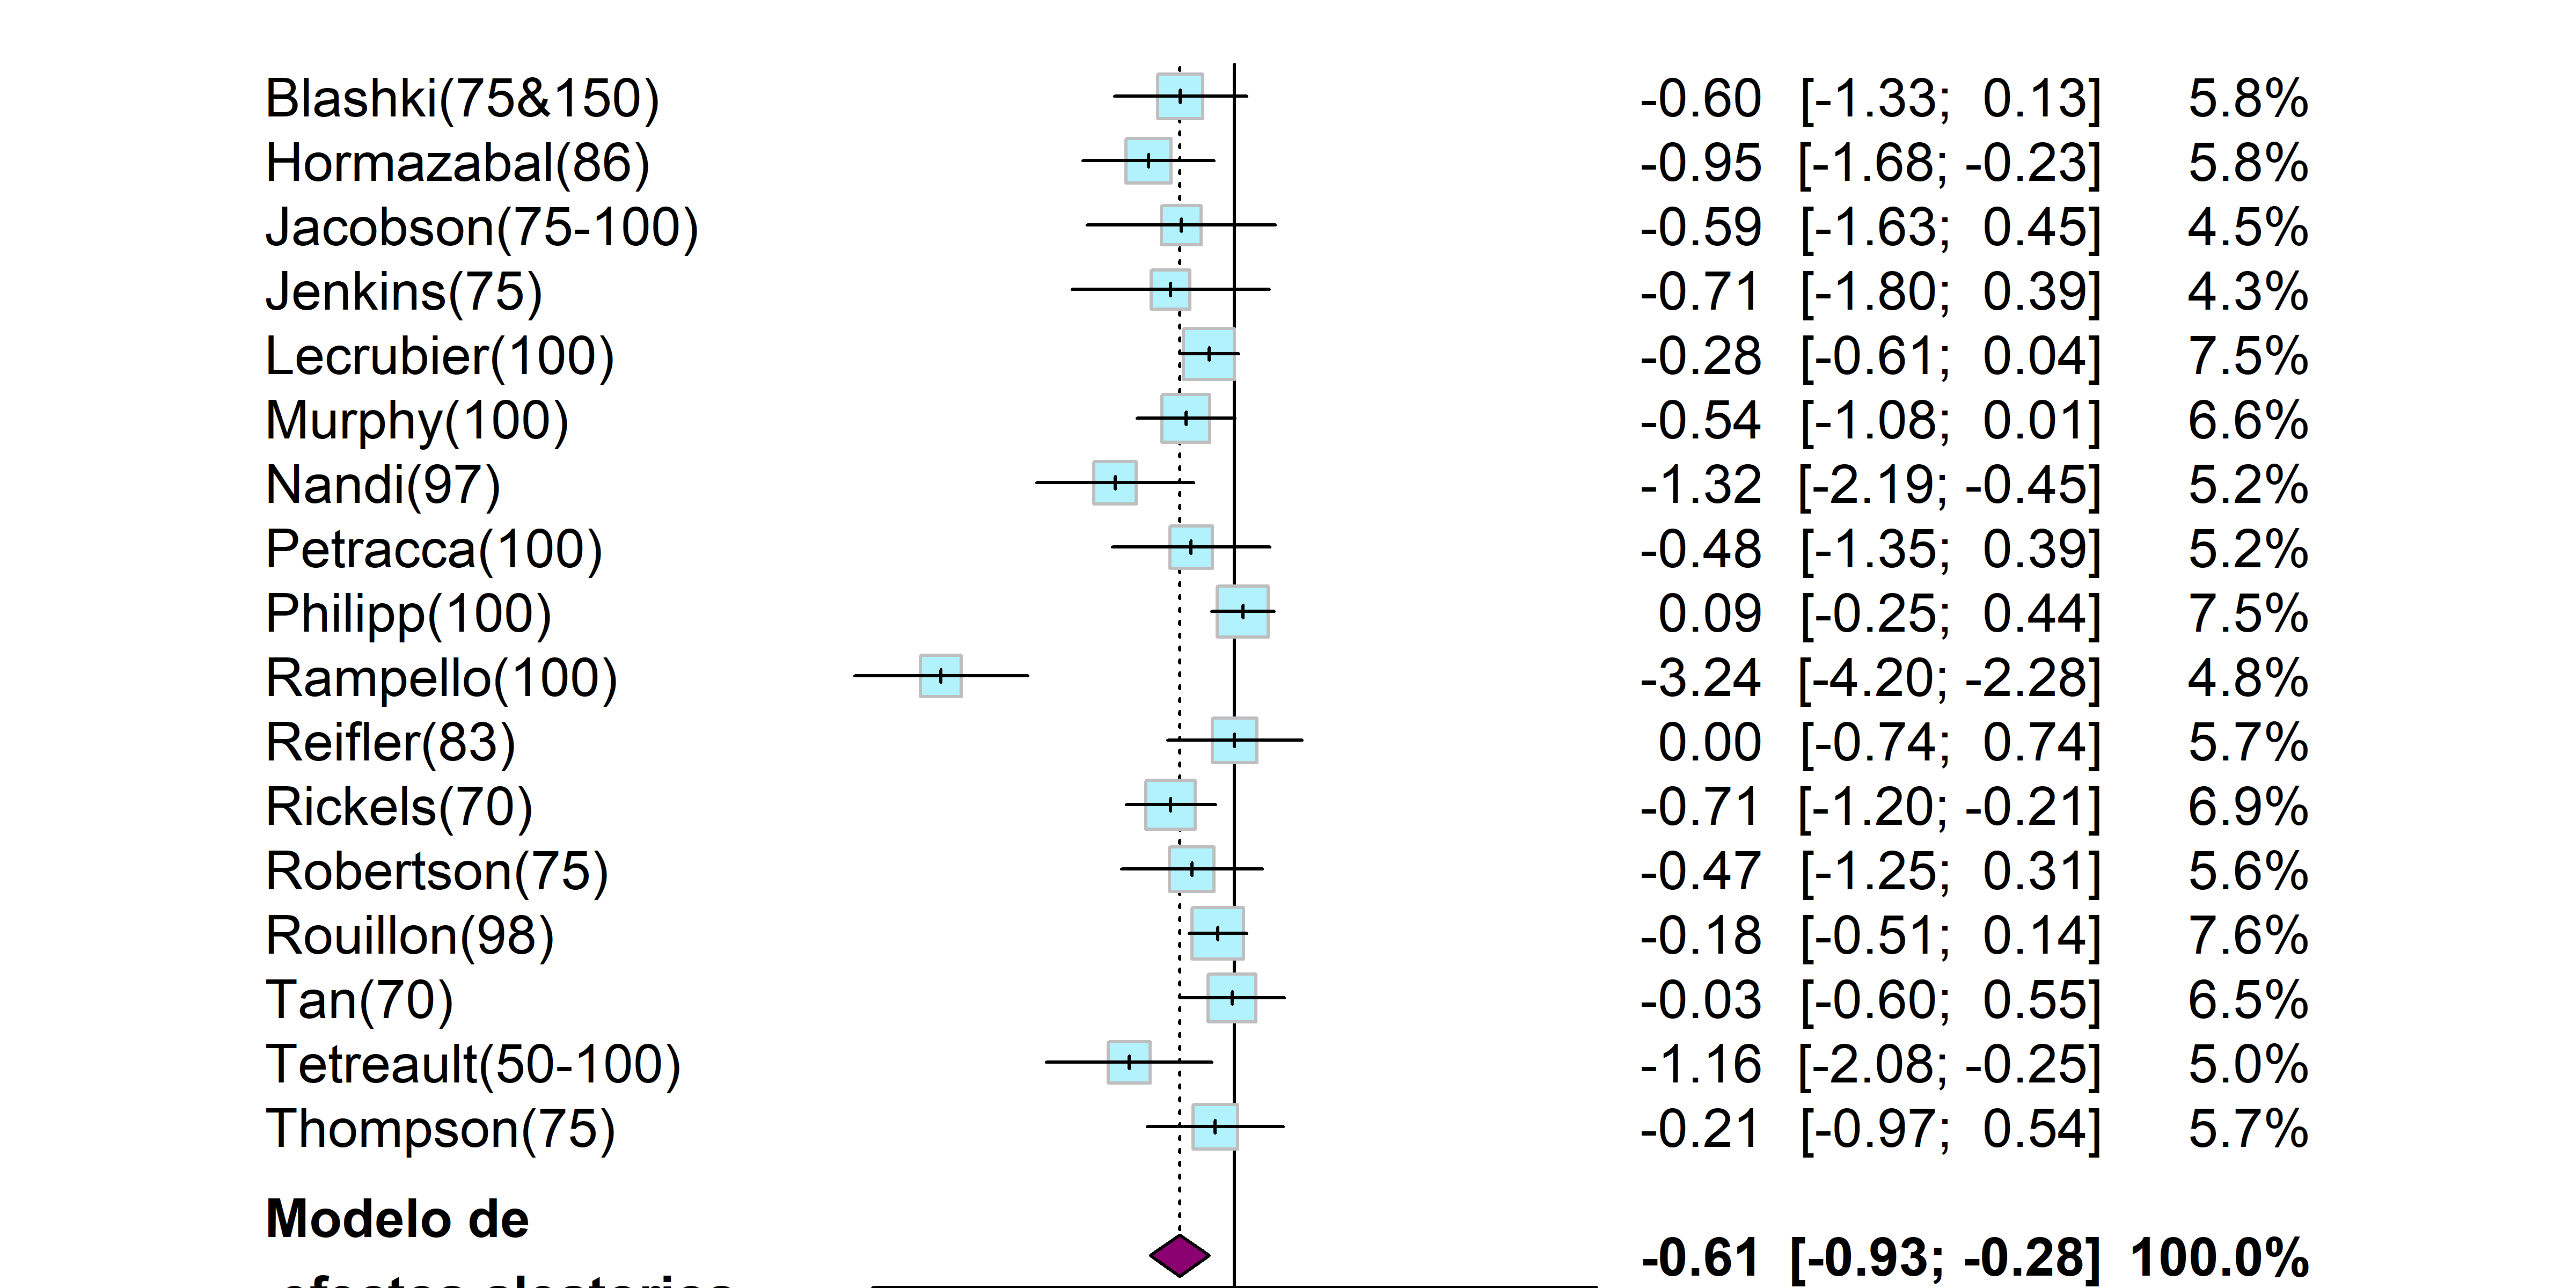 Blashki(75&150) -0.60 [-1.33; 0.13] 5.8%
Hormazabal(86) -0.95 [-1.68; -0.23] 5.8%
Jacobson(75-100) -0.59 [-1.63; 0.45] 4.5%
Jenkins(75) -0.71 [-1.80; 0.39] 4.3%
Lecrubier(100) -0.28 [-0.61; 0.04] 7.5%
Murphy(100) -0.54 [-1.08; 0.01] 6.6%
Nandi(97) -1.32 [-2.19; -0.45] 5.2%
Petracca(100) -0.48 [-1.35; 0.39] 5.2%
Philipp(100) 0.09 [-0.25; 0.44] 7.5%
Rampello(100) -3.24 [-4.20; -2.28] 4.8%
Reifler(83) 0.00 [-0.74; 0.74] 5.7%
Rickels(70) -0.71 [-1.20; -0.21] 6.9%
Robertson(75) -0.47 [-1.25; 0.31] 5.6%
Rouillon(98) -0.18 [-0.51; 0.14] 7.6%
Tan(70) -0.03 [-0.60; 0.55] 6.5%
Tetreault(50-100) -1.16 [-2.08; -0.25] 5.0%
Thompson(75) -0.21 [-0.97; 0.54] 5.7%
Modelo de
-0.61 [-0.93; -0.28] 100.0%
efectos aleatorios